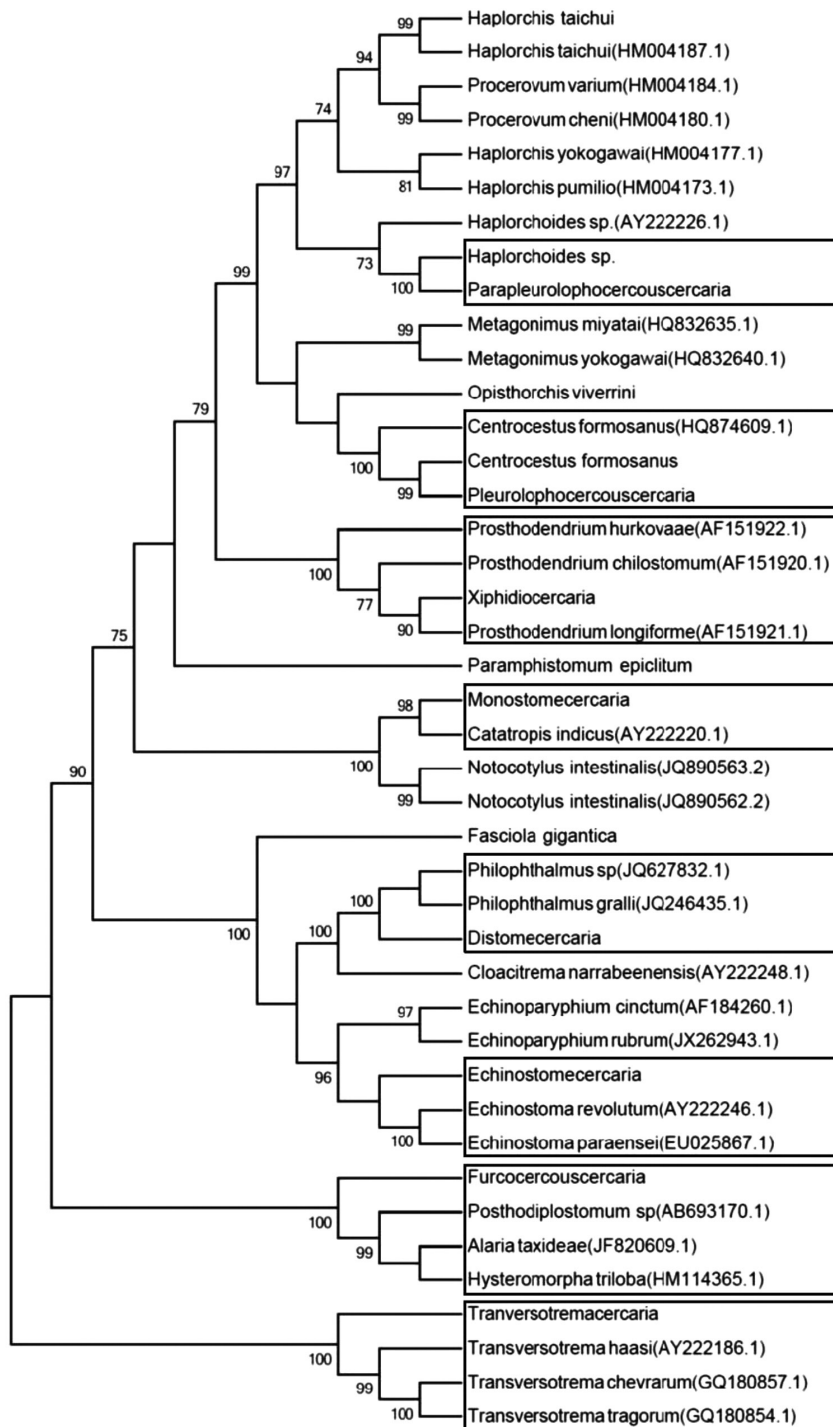 99
Haplorchis taichui
Haplorchis taichui(HM004187.1)
94
Procerovum varium(HM004184.1)
99
Procerovum cheni(HM004180.1)
74
Haplorchis yokogawai(HM004177.1)
81
Haplorchis pumilio(HM004173.1)
97
Haplorchoides sp.(AY222226.1)
73
Haplorchoides sp.
100
Parapleurolophocercouscercaria
99
99
Metagonimus miyatai(HQ832635.1)
Metagonimus yokogawai(HQ832640.1)
Opisthorchis viverrini
79
Centrocestus formosanus(HQ874609.1)
100
Centrocestus formosanus
99
Pleurolophocercouscercaria
Prosthodendrium hurkovaae(AF151922.1)
100
Prosthodendrium chilostomum(AF151920.1)
77
Xiphidiocercaria
90
Prosthodendrium longiforme(AF151921.1)
75
Paramphistomum epiclitum
98
Monostomecercaria
Catatropis indicus(AY222220.1)
100
Notocotylus intestinalis(JQ890563.2)
99
Notocotylus intestinalis(JQ890562.2)
90
Fasciola gigantica
100
Philophthalmus sp(JQ627832.1)
100
Philophthalmus gralli(JQ246435.1)
100
Distomecercaria
Cloacitrema narrabeenensis(AY222248.1)
97
Echinoparyphium cinctum(AF184260.1)
Echinoparyphium rubrum(JX262943.1)
96
Echinostomecercaria
Echinostoma revolutum(AY222246.1)
100
Echinostoma paraensei(EU025867.1)
Furcocercouscercaria
100
Posthodiplostomum sp(AB693170.1)
99
Alaria taxideae(JF820609.1)
Hysteromorpha triloba(HM114365.1)
Tranversotremacercaria
100
Transversotrema haasi(AY222186.1)
99
Transversotrema chevrarum(GQ180857.1)
100
Transversotrema tragorum(GQ180854.1)